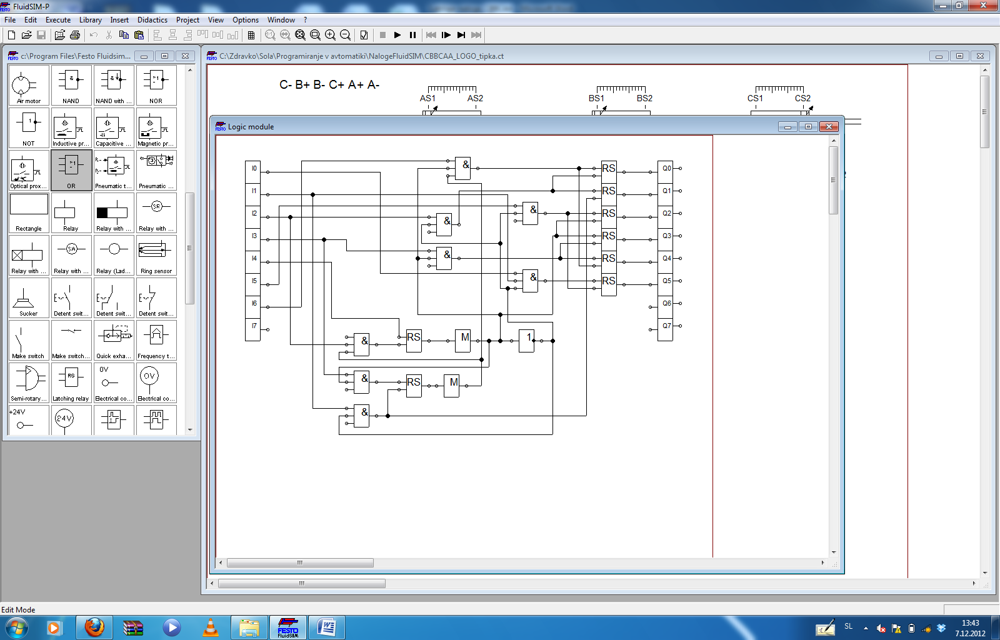 FluidSIM-P
File Edit Execute Library Insert Didactics Project View Options Window ?
c:\Program Files\Festo Fluidsim...
C:\Zdravko\Sola\Programiranje v avtomatiki\NalogeFluidSIM\CBBCAA_LOGO_tipka.ct
Air motor NAND NAND with ... NOR
NOT Inductive pr... Capacitive ... Magnetic pr...
Optical prox... OR Pneumatic t... Pneumatic ...
Rectangle Relay Relay with ... Relay with ...
Relay with ... Relay with ... Relay (Lad... Ring sensor
Sucker Detent swit... Detent swit... Detent swit...
Make switch Make switch... Quick exha... Frequency t...
Semi-rotary... Latching relay Electrical co... Electrical co...
+24V 24V
C- B+ B- C+ A+ A-
AS1 AS2 BS1 BS2 CS1 CS2
Logic module
I0 & RS Q0
I1 RS Q1
I2 & & RS Q2
I3 RS Q3
I4 & RS Q4
I5 & RS Q5
I6 Q6
I7 Q7
& RS M 1
& RS M
&
Edit Mode
SL
13:43
7.12.2012